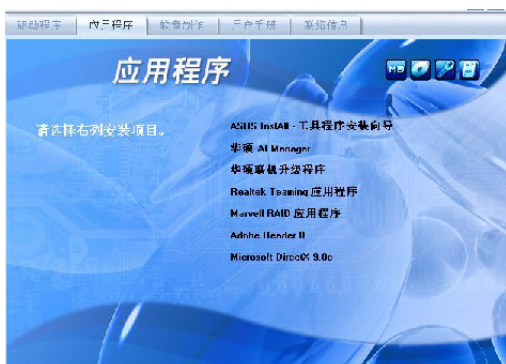 驱动程序 应用程序 软盘制作 用户手册 联络信息
应用程序
请选择右列安装项目。
ASUS InstAll - 工具程序安装向导
华硕 AI Manager
华硕联机升级程序
Realtek Teaming 应用程序
Marvell RAID 应用程序
Adobe Reader 8
Microsoft DirectX 9.0c